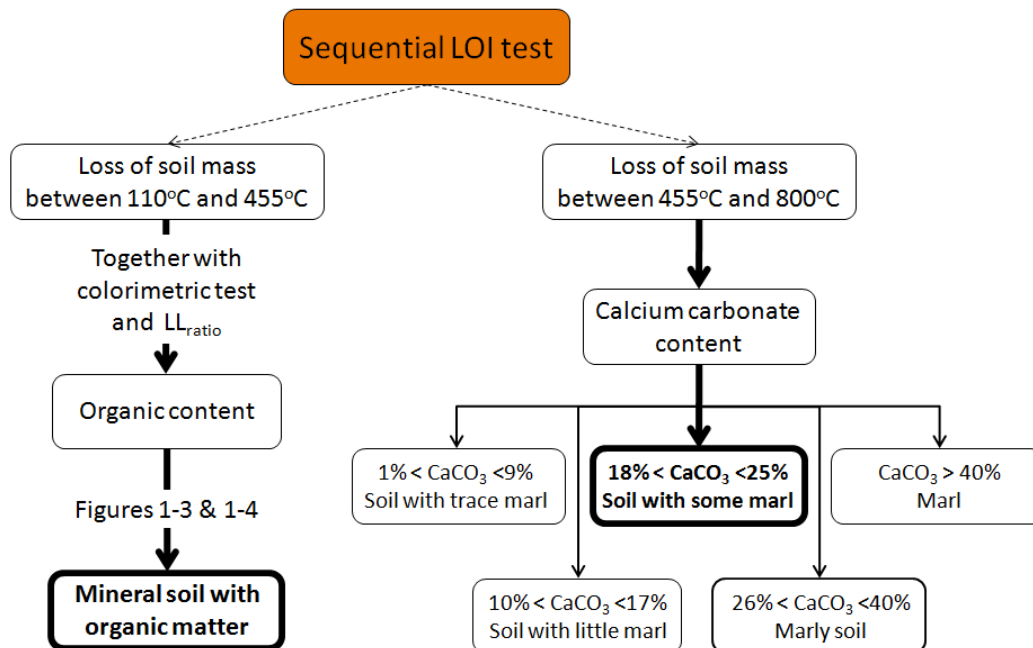 Sequential LOI test
Loss of soil mass
between 110°C and 455°C
Together with
colorimetric test
and LLratio
Organic content
Figures 1-3 & 1-4
Mineral soil with
organic matter
Loss of soil mass
between 455°C and 800°C
Calcium carbonate
content
1% < CaCO₃ <9%
Soil with trace marl
18% < CaCO₃ <25%
Soil with some marl
CaCO₃ > 40%
Marl
10% < CaCO₃ <17%
Soil with little marl
26% < CaCO₃ <40%
Marly soil